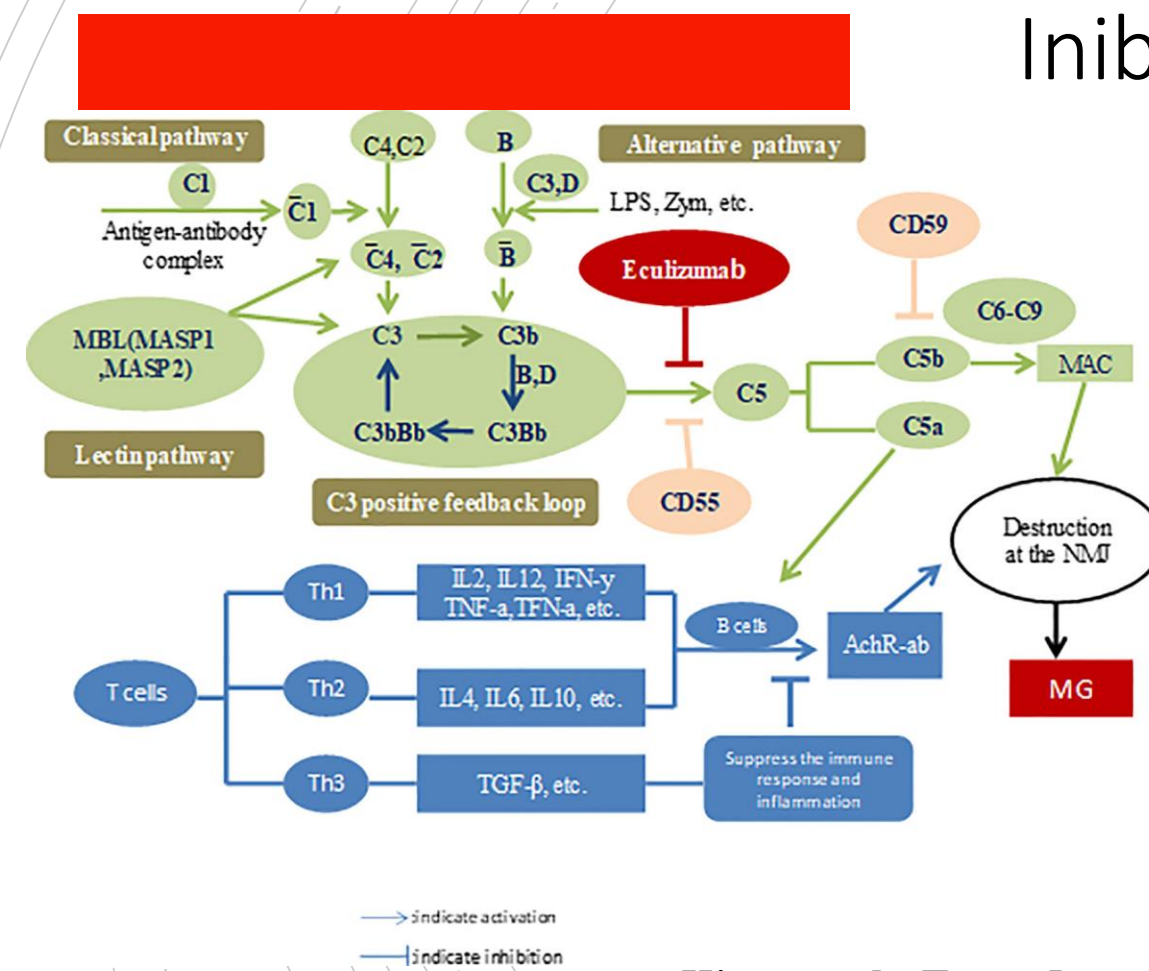 Inib
Classical pathway
C4,C2
B
Alternative pathway
C1
C3,D
C̅1
LPS, Zym, etc.
CD59
Antigen-antibody
complex
C̅4, C̅2
B̅
Eculizumab
C6-C9
MBL(MASP1
,MASP2)
C3
C3b
B,D
C5
C5b
MAC
C3bBb
C3Bb
C5a
Lectin pathway
C3 positive feedback loop
CD55
Destruction
at the NMJ
Th1
IL2, IL12, IFN-y
TNF-a,TFN-a, etc.
B cells
AchR-ab
T cells
Th2
IL4, IL6, IL10, etc.
MG
Th3
TGF-β, etc.
Suppress the immune
response and
inflammation
:indicate activation
:indicate inhibition